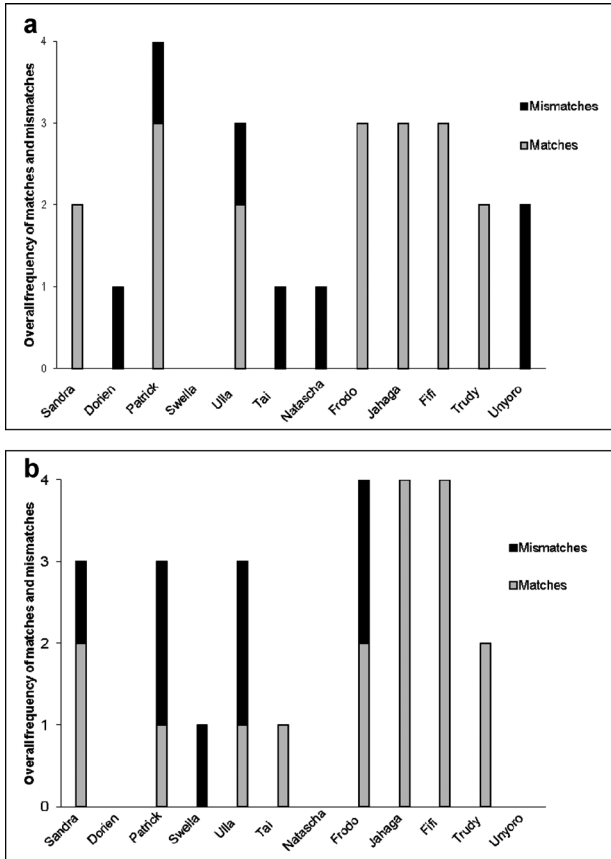 a
Overall frequency of matches and mismatches
4
3
2
1
0
Mismatches
Matches
Sandra
Dorien
Patrick
Swella
Ulla
Tai
Natascha
Frodo
Jahaga
Fifi
Trudy
Unyoro
b
Overall frequency of matches and mismatches
4
3
2
1
0
Mismatches
Matches
Sandra
Dorien
Patrick
Swella
Ulla
Tai
Natascha
Frodo
Jahaga
Fifi
Trudy
Unyoro